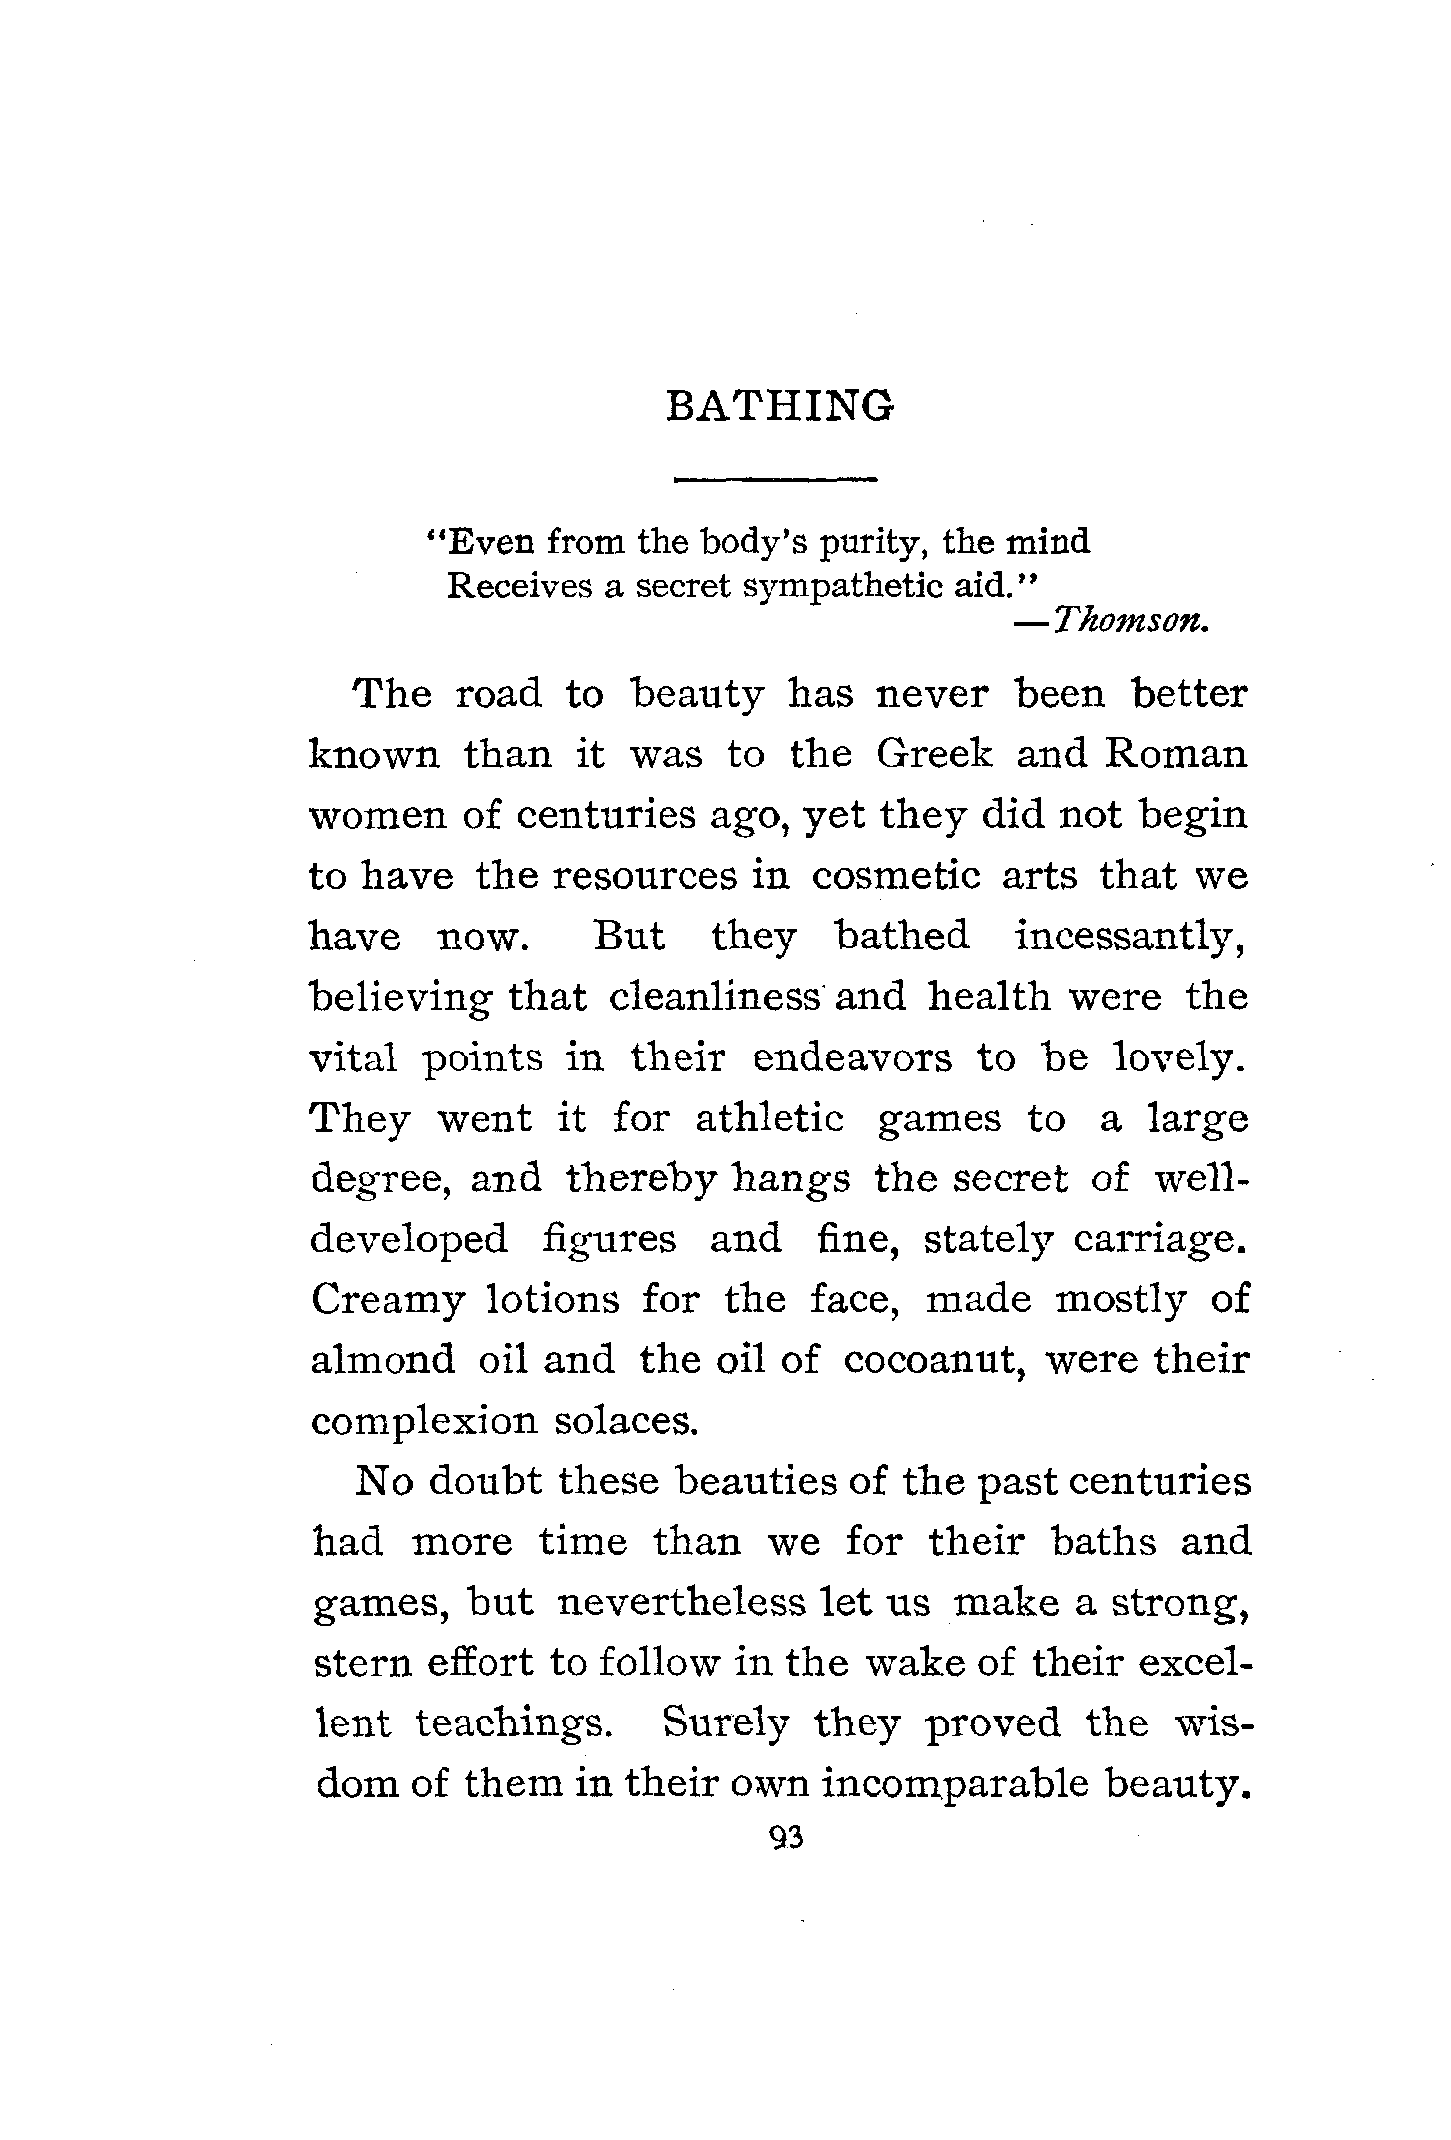 BATHING
"Even from the body's purity, the mind
Receives a secret sympathetic aid."
—Thomson.
The road to beauty has never been better
known than it was to the Greek and Roman
women of centuries ago, yet they did not begin
to have the resources in cosmetic arts that we
have now. But they bathed incessantly,
believing that cleanliness and health were the
vital points in their endeavors to be lovely.
They went it for athletic games to a large
degree, and thereby hangs the secret of well-
developed figures and fine, stately carriage.
Creamy lotions for the face, made mostly of
almond oil and the oil of cocoanut, were their
complexion solaces.
No doubt these beauties of the past centuries
had more time than we for their baths and
games, but nevertheless let us make a strong,
stern effort to follow in the wake of their excel-
lent teachings. Surely they proved the wis-
dom of them in their own incomparable beauty.
93